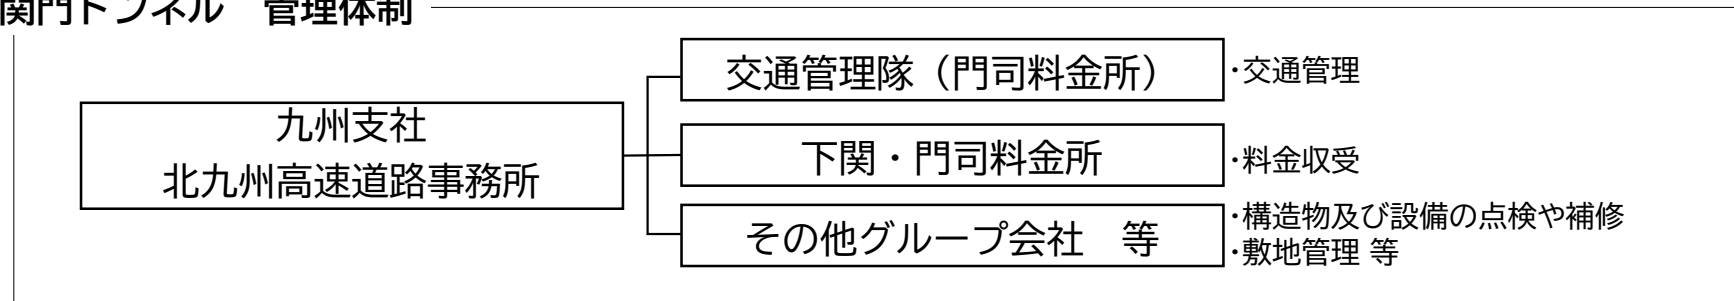 関門トンネル　管理体制
九州支社
北九州高速道路事務所
交通管理隊（門司料金所）
・交通管理
下関・門司料金所
・料金収受
その他グループ会社　等
・構造物及び設備の点検や補修
・敷地管理 等